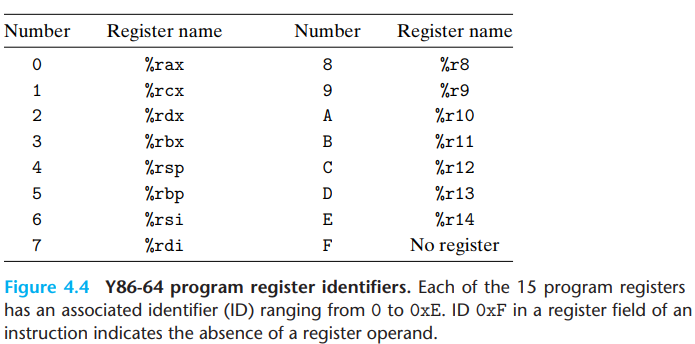 Number Register name Number Register name
0 %rax 8 %r8
1 %rcx 9 %r9
2 %rdx A %r10
3 %rbx B %r11
4 %rsp C %r12
5 %rbp D %r13
6 %rsi E %r14
7 %rdi F No register
Figure 4.4 Y86-64 program register identifiers. Each of the 15 program registers
has an associated identifier (ID) ranging from 0 to 0xE. ID 0xF in a register field of an
instruction indicates the absence of a register operand.